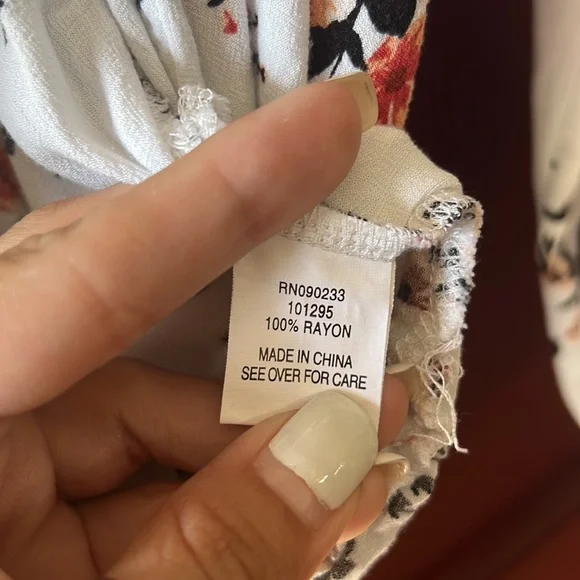 RN090233
101295
100% RAYON
MADE IN CHINA
SEE OVER FOR CARE